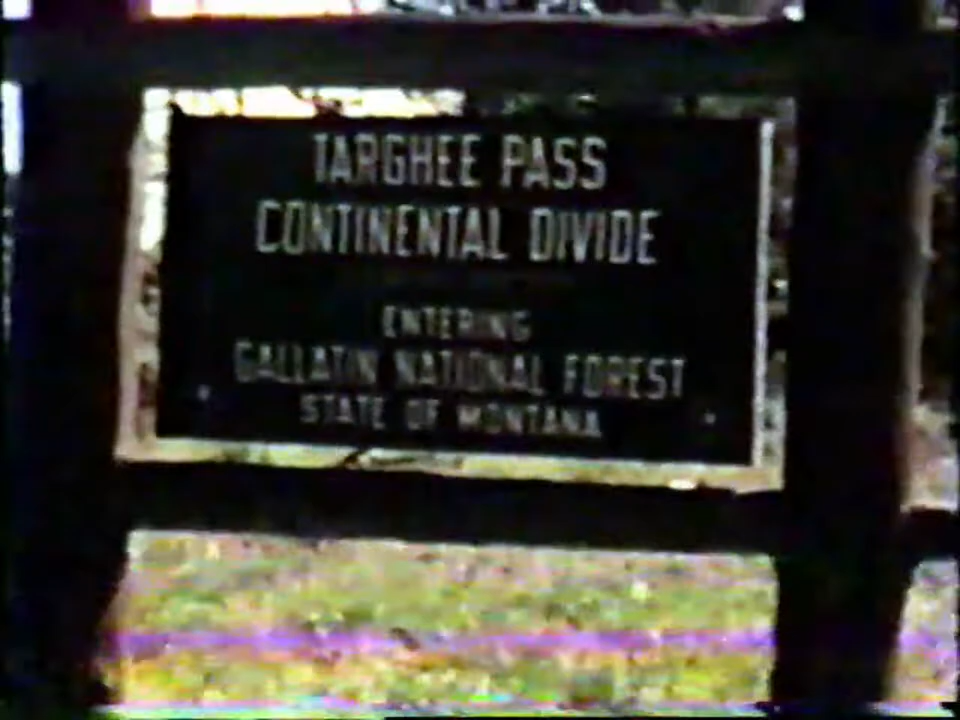 TARGHEE PASS
CONTINENTAL DIVIDE
ENTERING
GALLATIN NATIONAL FOREST
STATE OF MONTANA